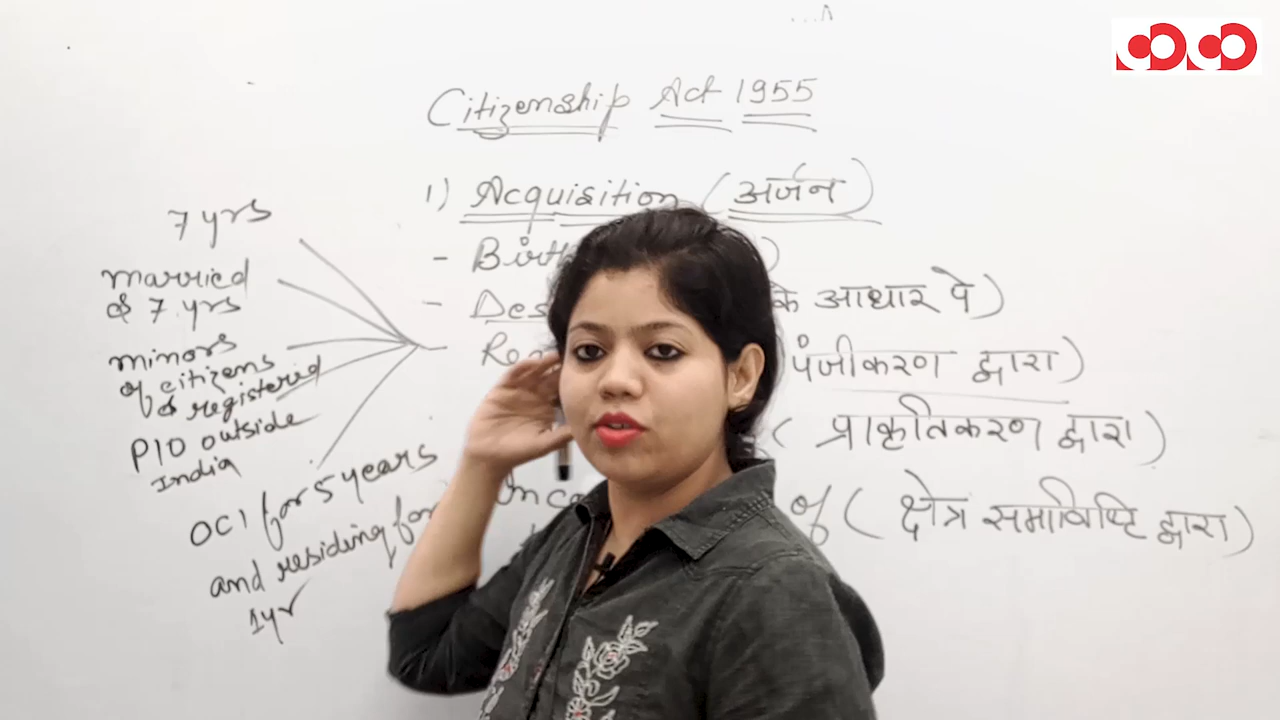 Citizenship Act 1955
1) Acquisition (अर्जन)
- Birth )
- Des के आधार पे)
पंजीकरण द्वारा)
( प्राकृतिकरण द्वारा)
of ( क्षेत्र समाविष्टि द्वारा)
7 yrs
married
& 7 yrs
minors
of citizens
& registered
PIO outside
India
OCI for 5 years
and residing for
1yr